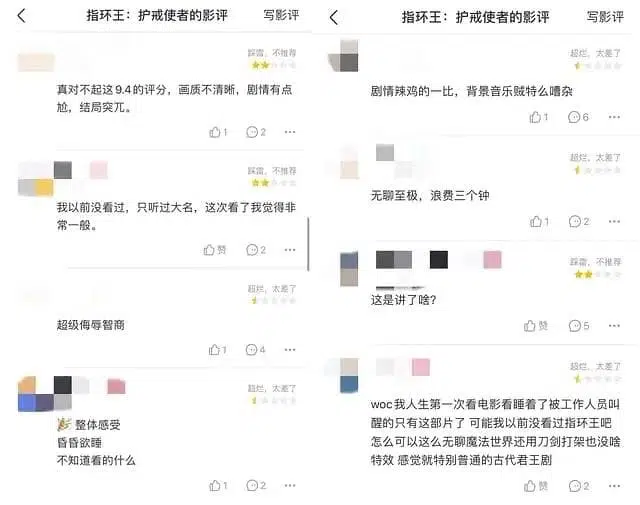 指环王：护戒使者的影评
写影评
踩雷，不推荐
真对不起这9.4的评分，画质不清晰，剧情有点
尬，结局突兀。
1
2
踩雷，不推荐
我以前没看过，只听过大名，这次看了我觉得非
常一般。
赞
2
超烂，太差了
超级侮辱智商
1
4
超烂，太差了
整体感受
昏昏欲睡
不知道看的什么
1
2
指环王：护戒使者的影评
写影评
超烂，太差了
剧情辣鸡的一比，背景音乐贼特么嘈杂
1
6
超烂，太差了
无聊至极，浪费三个钟
1
2
踩雷，不推荐
这是讲了啥?
赞
5
超烂，太差了
woc我人生第一次看电影看睡着了被工作人员叫
醒的只有这部片了 可能我以前没看过指环王吧
怎么可以这么无聊魔法世界还用刀剑打架也没啥
特效 感觉就特别普通的古代君王剧
赞
2